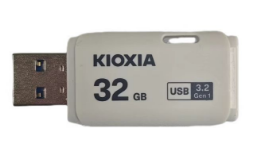 KIOXIA
32 GB
USB 3.2
Gen 1